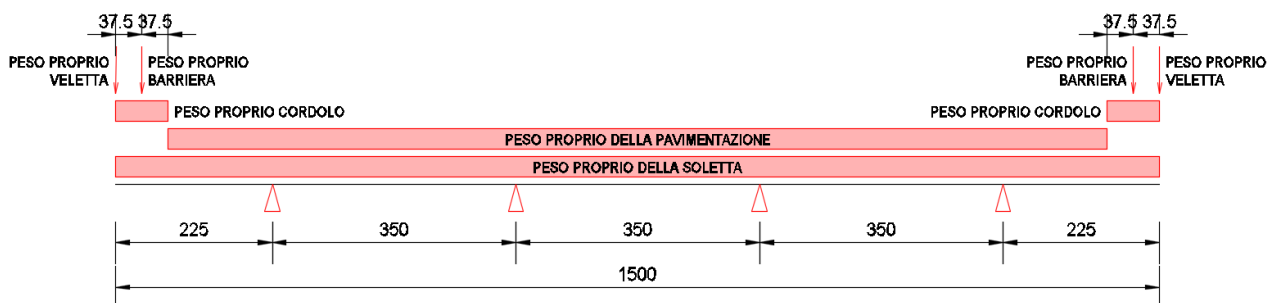 37.5 37.5
37.5 37.5
PESO PROPRIO
VELETTA
PESO PROPRIO
BARRIERA
PESO PROPRIO
BARRIERA
PESO PROPRIO
VELETTA
PESO PROPRIO CORDOLO
PESO PROPRIO CORDOLO
PESO PROPRIO DELLA PAVIMENTAZIONE
PESO PROPRIO DELLA SOLETTA
225 350 350 350 225
1500